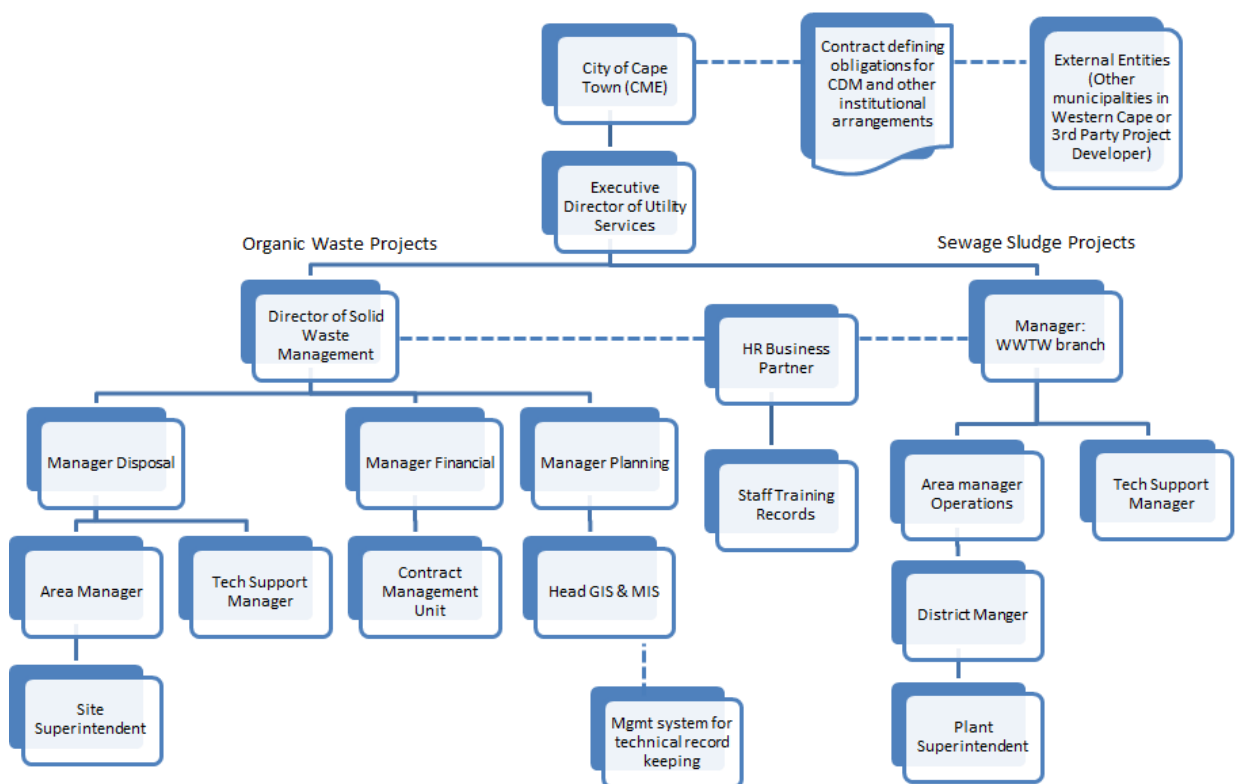 City of Cape
Town (CME)
Contract defining
obligations for
CDM and other
institutional
arrangements
External Entities
(Other
municipalities in
Western Cape or
3rd Party Project
Developer)
Executive
Director of Utility
Services
Organic Waste Projects
Sewage Sludge Projects
Director of Solid
Waste
Management
HR Business
Partner
Manager:
WWTW branch
Manager Disposal
Manager Financial
Manager Planning
Staff Training
Records
Area manager
Operations
Tech Support
Manager
Area Manager
Tech Support
Manager
Contract
Management
Unit
Head GIS & MIS
District Manger
Site
Superintendent
Mgmt system for
technical record
keeping
Plant
Superintendent